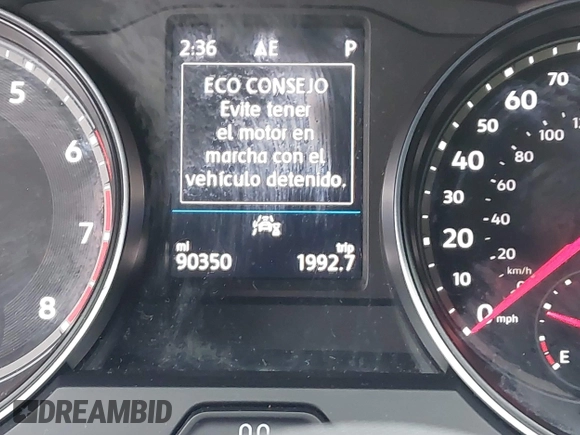 2:36 ΛE P
ECO CONSEJO
Evite tener
el motor en
marcha con el
vehículo detenido.
mi trip
90350 1992.7
5
6
7
8
70
60
50
40
30
20
10
0 mph
100
80
60
40
20
0
km/h
E
DREAMBID